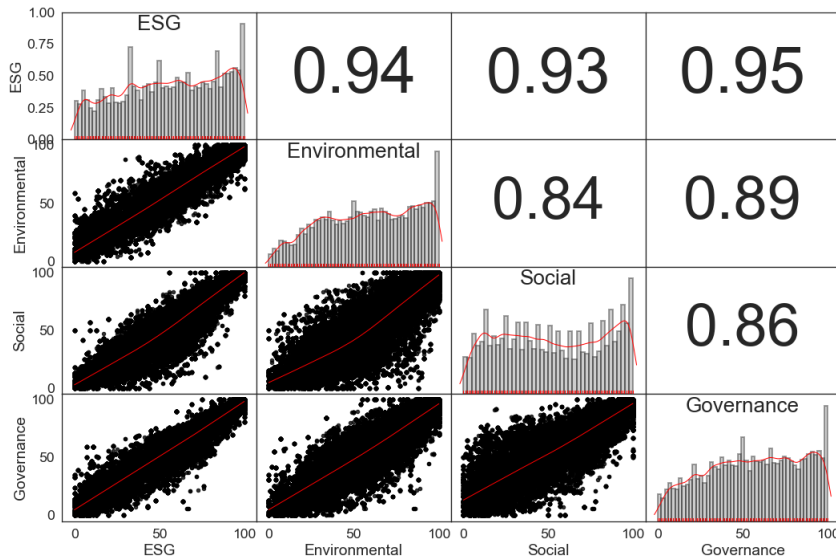 ESG
1.00
0.75
0.50
0.25
0.00
ESG
0.94
0.93
0.95
Environmental
100
50
0
Environmental
0.84
0.89
Social
100
50
0
Social
0.86
Governance
100
50
0
Governance
0 50 100
0 50 100
0 50 100
0 50 100
ESG
Environmental
Social
Governance